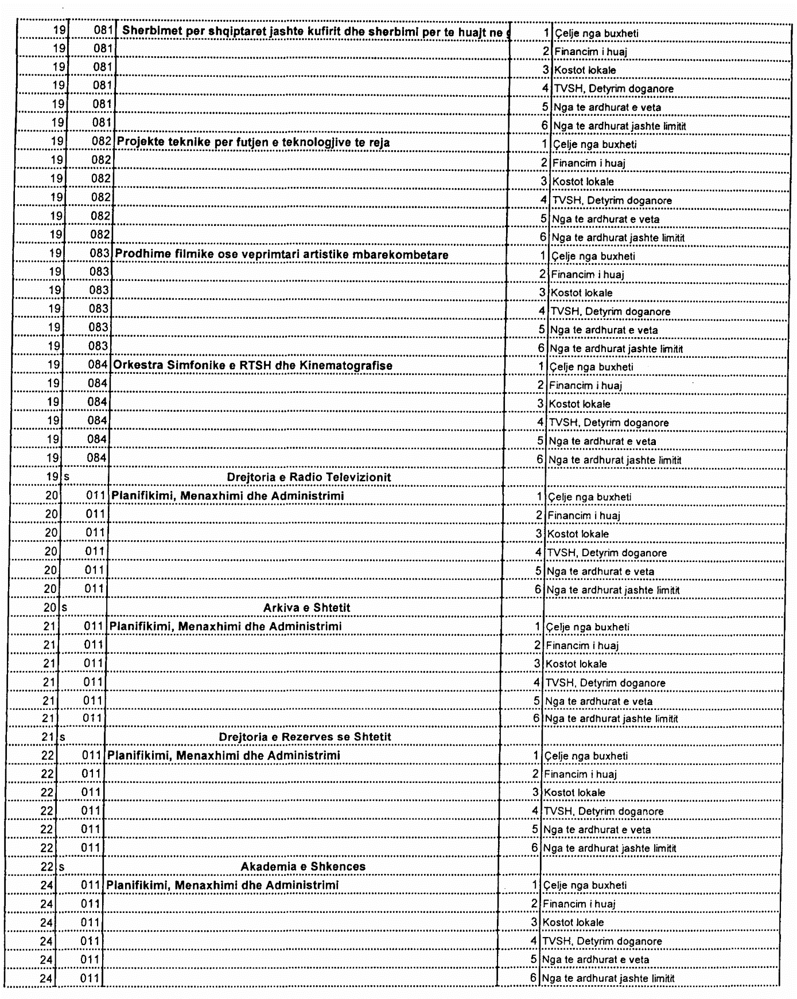 19 081 Sherbimet per shqiptaret jashte kufirit dhe sherbimi per te huajt ne 1 Çelje nga buxheti
19 081 2 Financim i huaj
19 081 3 Kostot lokale
19 081 4 TVSH, Detyrim doganore
19 081 5 Nga te ardhurat e veta
19 081 6 Nga te ardhurat jashte limitit
19 082 Projekte teknike per futjen e teknologjive te reja 1 Çelje nga buxheti
19 082 2 Financim i huaj
19 082 3 Kostot lokale
19 082 4 TVSH, Detyrim doganore
19 082 5 Nga te ardhurat e veta
19 082 6 Nga te ardhurat jashte limitit
19 083 Prodhime filmike ose veprimtari artistike mbarekombetare 1 Çelje nga buxheti
19 083 2 Financim i huaj
19 083 3 Kostot lokale
19 083 4 TVSH, Detyrim doganore
19 083 5 Nga te ardhurat e veta
19 083 6 Nga te ardhurat jashte limitit
19 084 Orkestra Simfonike e RTSH dhe Kinematografise 1 Çelje nga buxheti
19 084 2 Financim i huaj
19 084 3 Kostot lokale
19 084 4 TVSH, Detyrim doganore
19 084 5 Nga te ardhurat e veta
19 084 6 Nga te ardhurat jashte limitit
19 s Drejtoria e Radio Televizionit
20 011 Planifikimi, Menaxhimi dhe Administrimi 1 Çelje nga buxheti
20 011 2 Financim i huaj
20 011 3 Kostot lokale
20 011 4 TVSH, Detyrim doganore
20 011 5 Nga te ardhurat e veta
20 011 6 Nga te ardhurat jashte limitit
20 s Arkiva e Shtetit
21 011 Planifikimi, Menaxhimi dhe Administrimi 1 Çelje nga buxheti
21 011 2 Financim i huaj
21 011 3 Kostot lokale
21 011 4 TVSH, Detyrim doganore
21 011 5 Nga te ardhurat e veta
21 011 6 Nga te ardhurat jashte limitit
21 s Drejtoria e Rezerves se Shtetit
22 011 Planifikimi, Menaxhimi dhe Administrimi 1 Çelje nga buxheti
22 011 2 Financim i huaj
22 011 3 Kostot lokale
22 011 4 TVSH, Detyrim doganore
22 011 5 Nga te ardhurat e veta
22 011 6 Nga te ardhurat jashte limitit
22 s Akademia e Shkences
24 011 Planifikimi, Menaxhimi dhe Administrimi 1 Çelje nga buxheti
24 011 2 Financim i huaj
24 011 3 Kostot lokale
24 011 4 TVSH, Detyrim doganore
24 011 5 Nga te ardhurat e veta
24 011 6 Nga te ardhurat jashte limitit